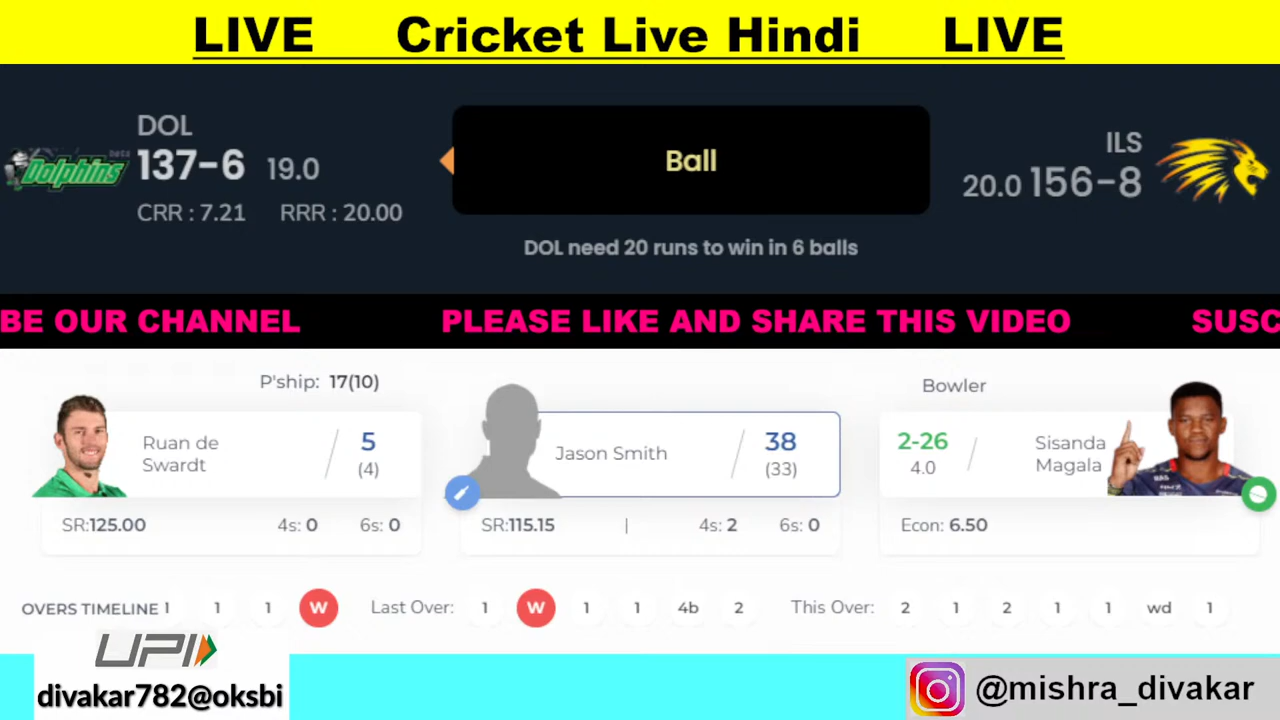 LIVE Cricket Live Hindi LIVE
DOL
137-6 19.0
CRR : 7.21 RRR : 20.00
Dolphins
Ball
ILS
20.0 156-8
DOL need 20 runs to win in 6 balls
BE OUR CHANNEL PLEASE LIKE AND SHARE THIS VIDEO SUSC
P'ship: 17(10)
Ruan de
Swardt
5
(4)
SR:125.00 4s: 0 6s: 0
Jason Smith
38
(33)
SR:115.15 | 4s: 2 6s: 0
Bowler
2-26
4.0
Sisanda
Magala
Econ: 6.50
OVERS TIMELINE 1 1 1 W Last Over: 1 W 1 1 4b 2 This Over: 2 1 2 1 1 wd 1
UPI
divakar782@oksbi
@mishra_divakar